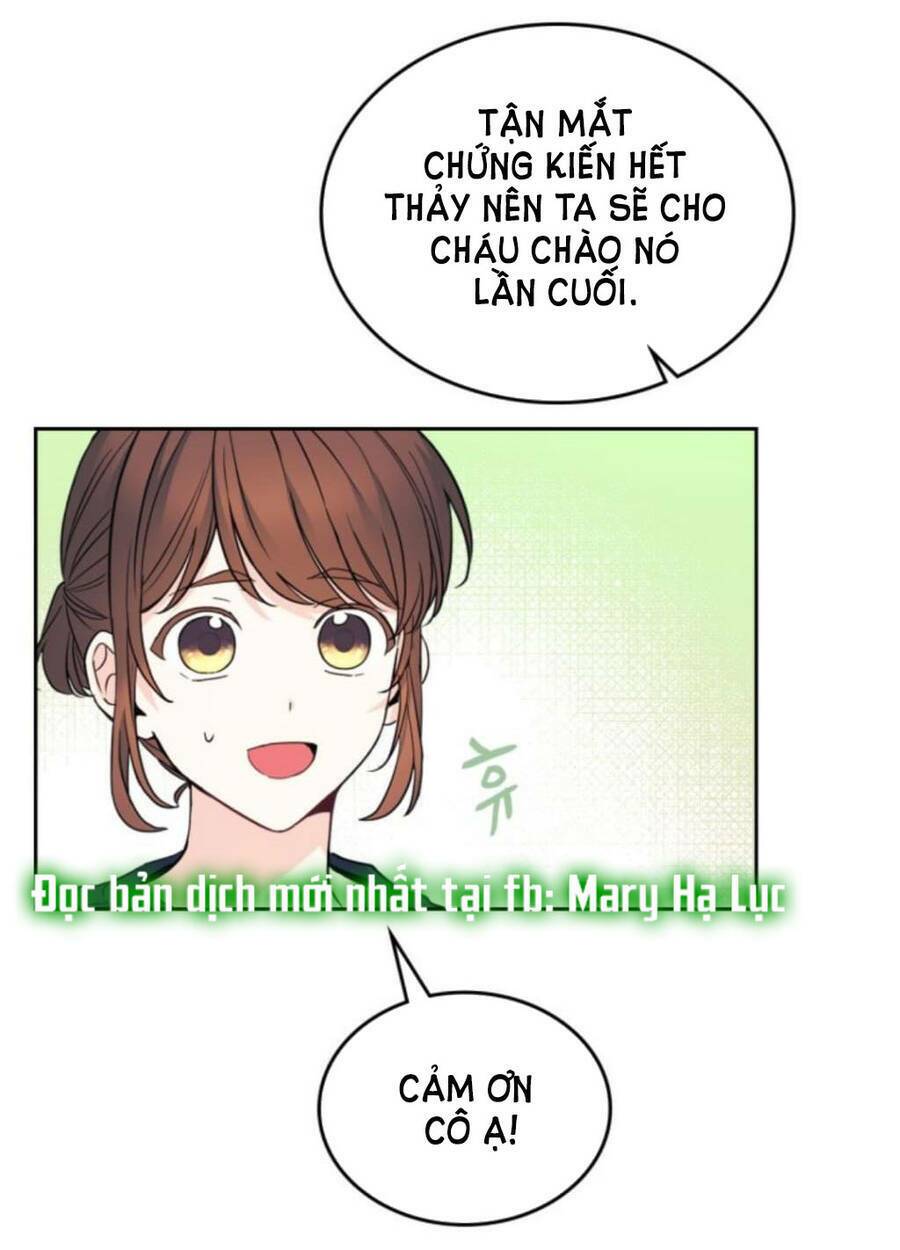 TẬN MẮT
CHỨNG KIẾN HẾT
THẢY NÊN TA SẼ CHO
CHÁU CHÀO NÓ
LẦN CUỐI.
휴
Đọc bản dịch mới nhất tại fb: Mary Hạ Lục
CẢM ƠN
CÔ Ạ!